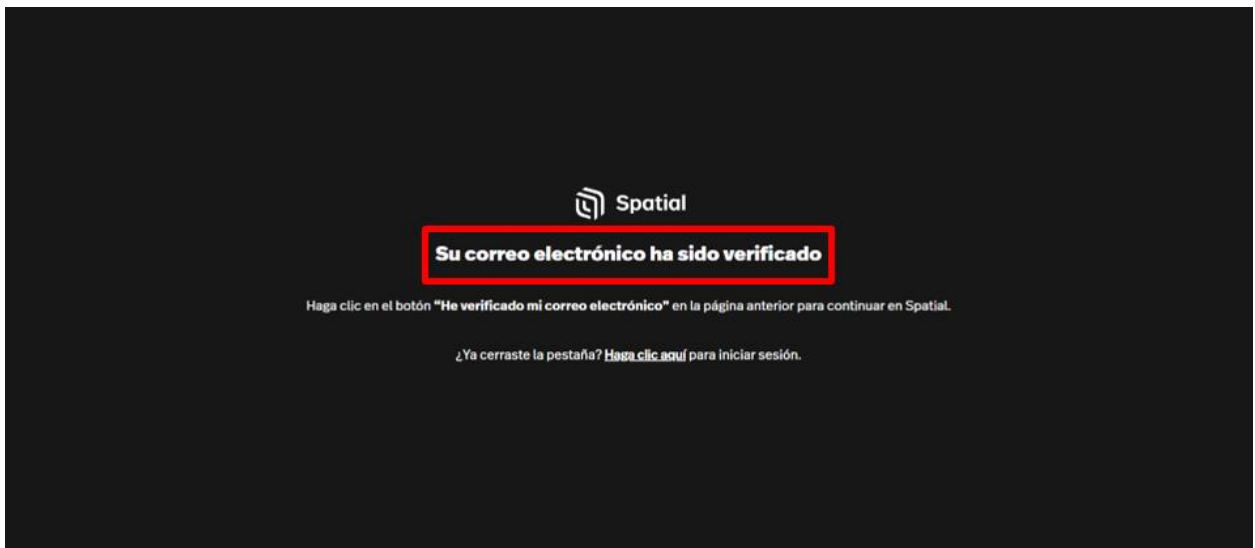 Spatial
Su correo electrónico ha sido verificado
Haga clic en el botón "He verificado mi correo electrónico" en la página anterior para continuar en Spatial.
¿Ya cerraste la pestaña? Haga clic aquí para iniciar sesión.